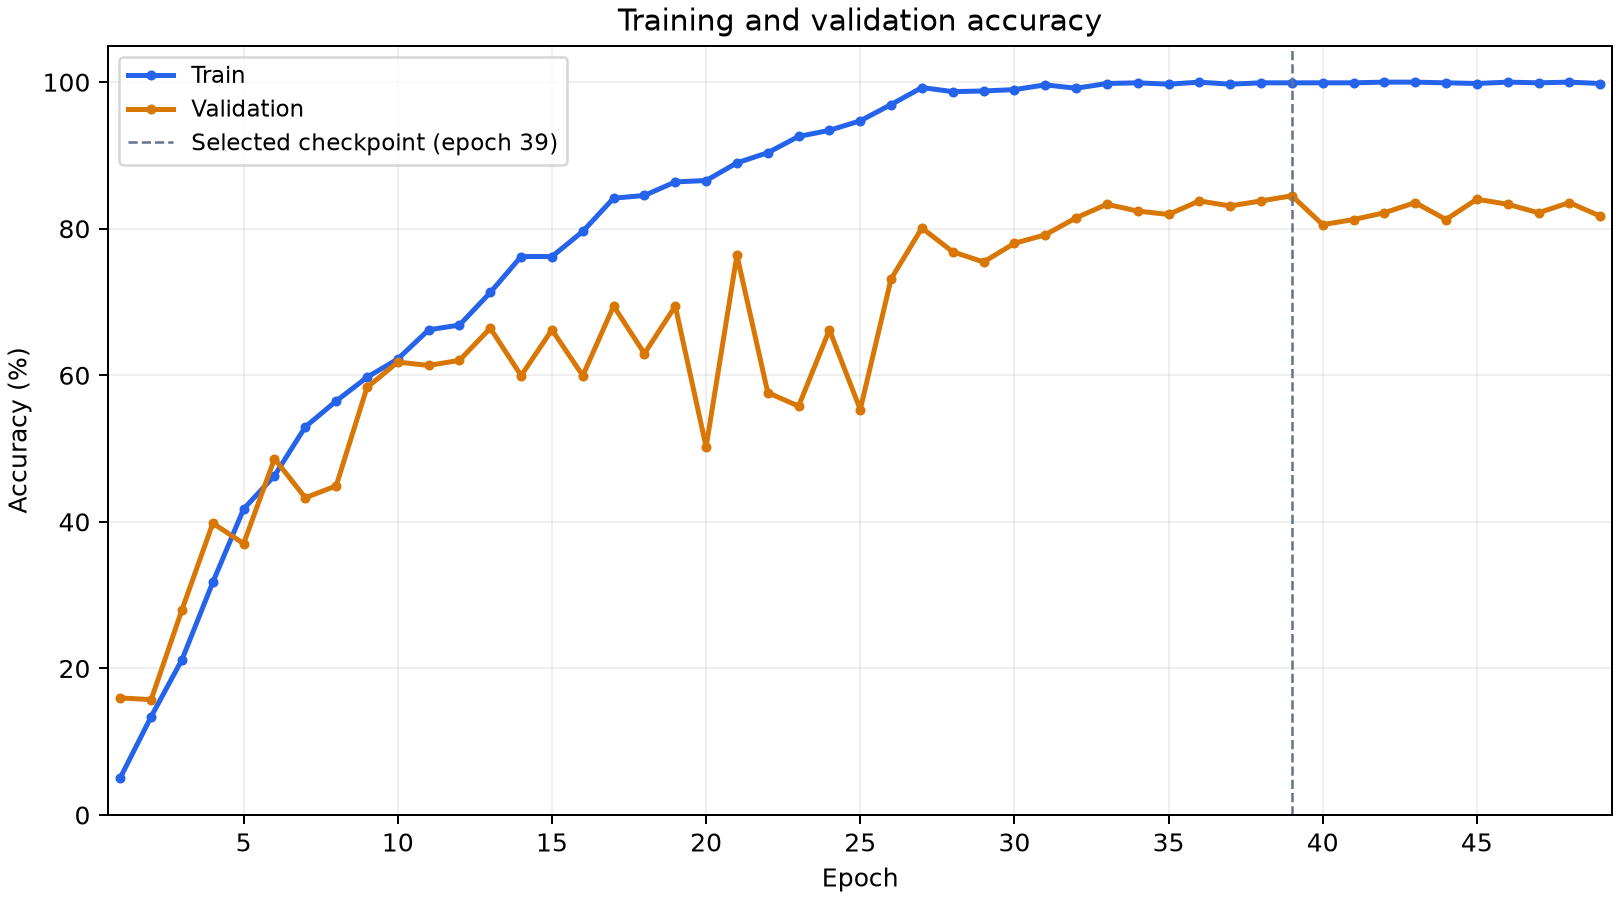 Training and validation accuracy
Train
Validation
Selected checkpoint (epoch 39)
Accuracy (%)
100
80
60
40
20
0
5 10 15 20 25 30 35 40 45
Epoch